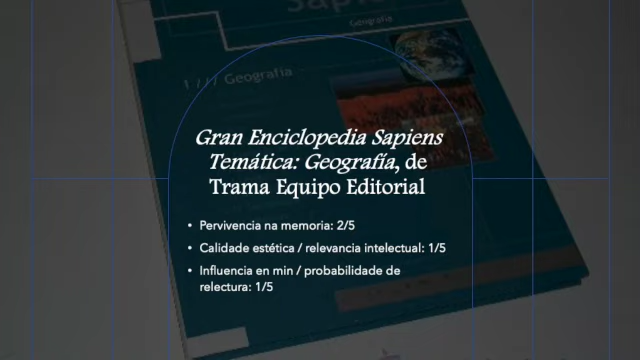 Sapie
Geografía
1 /// Geografía
Gran Enciclopedia Sapiens
Temática: Geografía, de
Trama Equipo Editorial
• Pervivencia na memoria: 2/5
• Calidade estética / relevancia intelectual: 1/5
• Influencia en min / probabilidade de
relectura: 1/5